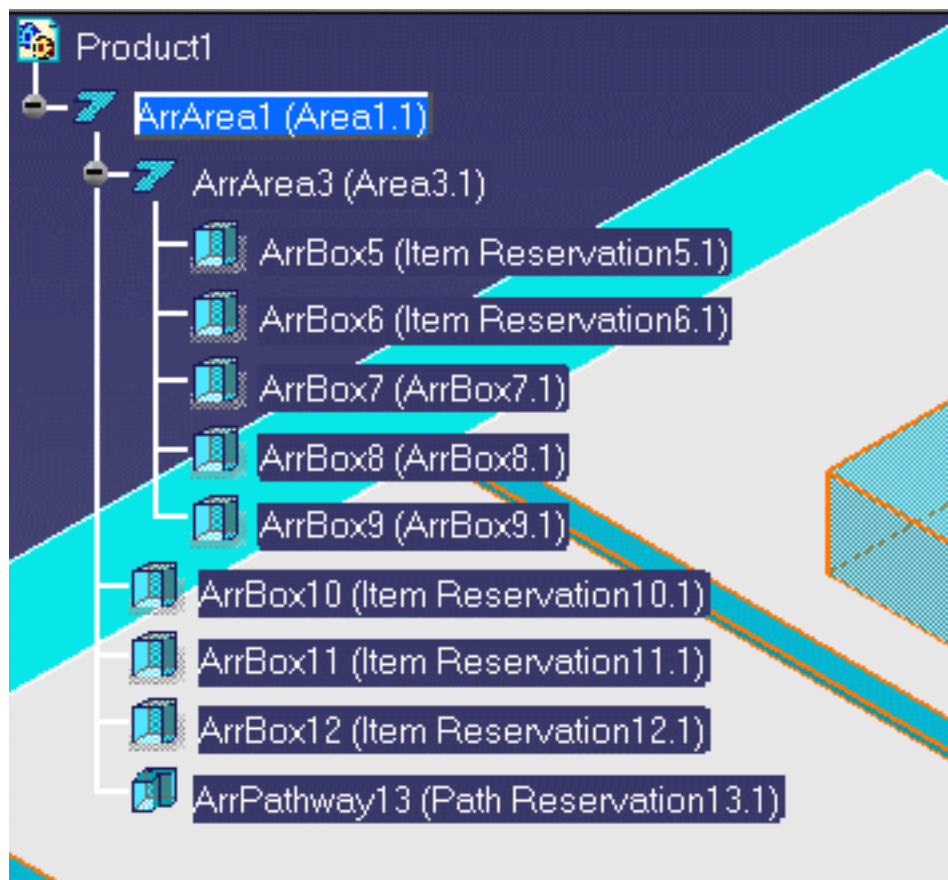 Product1
ArrArea1 (Area1.1)
ArrArea3 (Area3.1)
ArrBox5 (Item Reservation5.1)
ArrBox6 (Item Reservation6.1)
ArrBox7 (ArrBox7.1)
ArrBox8 (ArrBox8.1)
ArrBox9 (ArrBox9.1)
ArrBox10 (Item Reservation10.1)
ArrBox11 (Item Reservation11.1)
ArrBox12 (Item Reservation12.1)
ArrPathway13 (Path Reservation13.1)